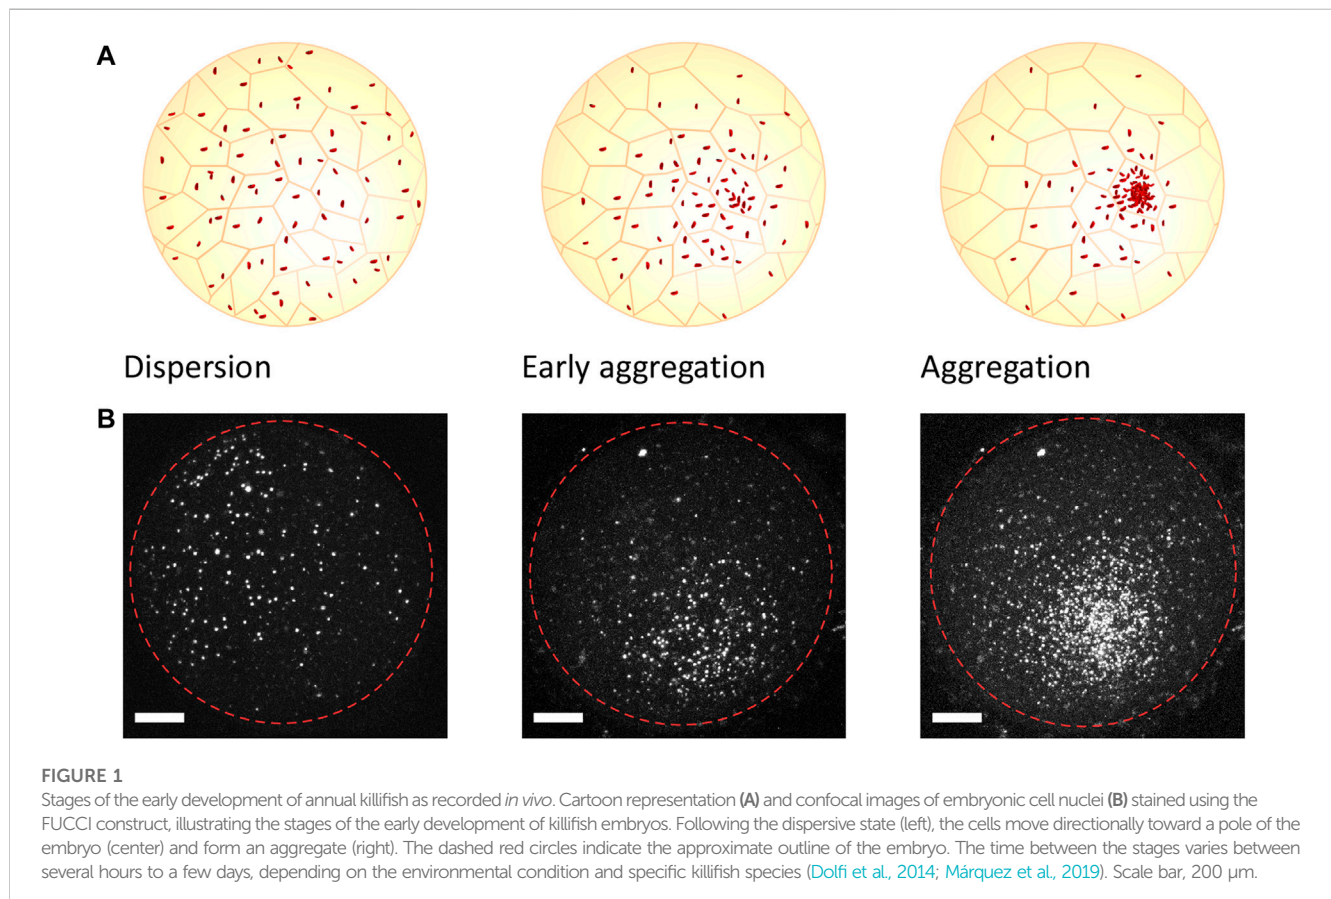 A
Dispersion
Early aggregation
Aggregation
B
FIGURE 1
Stages of the early development of annual killifish as recorded in vivo. Cartoon representation (A) and confocal images of embryonic cell nuclei (B) stained using the
FUCCI construct, illustrating the stages of the early development of killifish embryos. Following the dispersive state (left), the cells move directionally toward a pole of the
embryo (center) and form an aggregate (right). The dashed red circles indicate the approximate outline of the embryo. The time between the stages varies between
several hours to a few days, depending on the environmental condition and specific killifish species (Dolfi et al., 2014; Márquez et al., 2019). Scale bar, 200 μm.